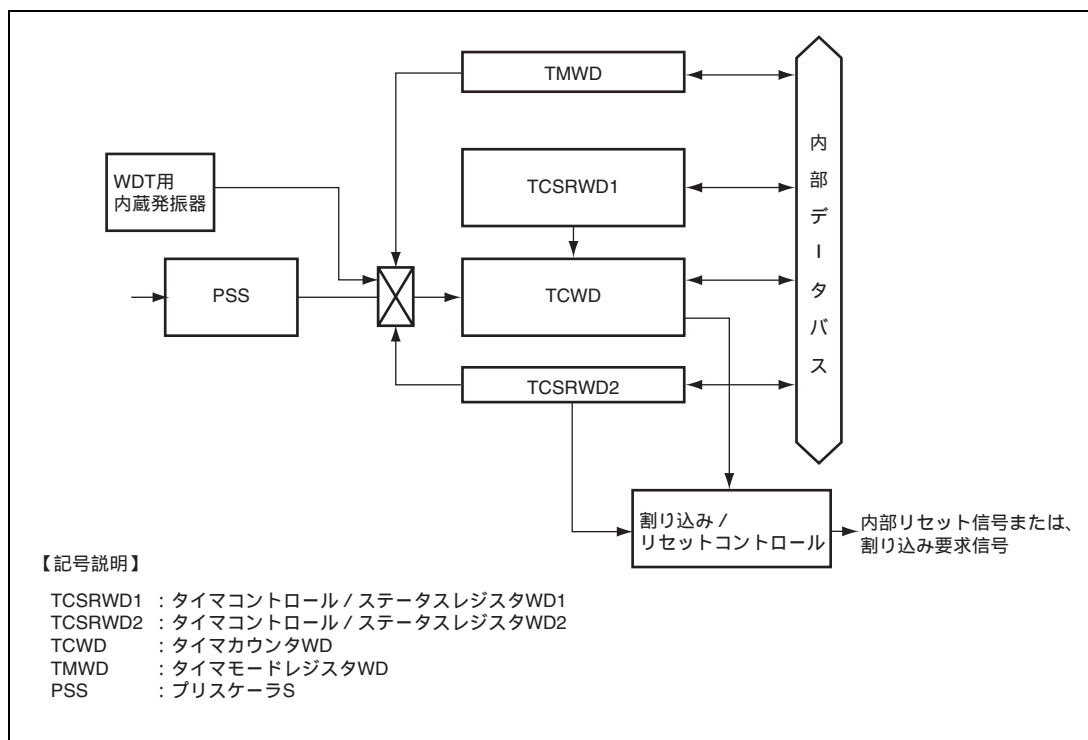 TMWD
TCSRWD1
WDT用
内蔵発振器
PSS
TCWD
TCSRWD2
内部データバス
割り込み /
リセットコントロール
内部リセット信号または、
割り込み要求信号
【記号説明】
TCSRWD1 : タイマコントロール / ステータスレジスタWD1
TCSRWD2 : タイマコントロール / ステータスレジスタWD2
TCWD : タイマカウンタWD
TMWD : タイマモードレジスタWD
PSS : プリスケーラS